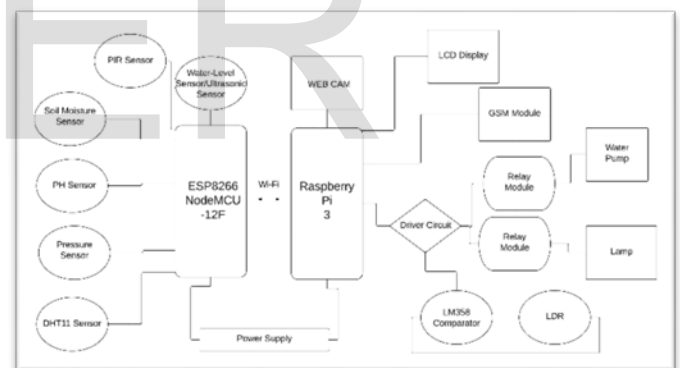 ER
PIR Sensor
Water-Level
Sensor/Ultrasonic
Sensor
WEB CAM
LCD Display
Soil Moisture
Sensor
GSM Module
PH Sensor
ESP8266
NodeMCU
-12F
Wi-Fi
Raspberry
Pi
3
Relay
Module
Water
Pump
Driver Circuit
Pressure
Sensor
Relay
Module
Lamp
DHT11 Sensor
Power Supply
LM358
Comparator
LDR